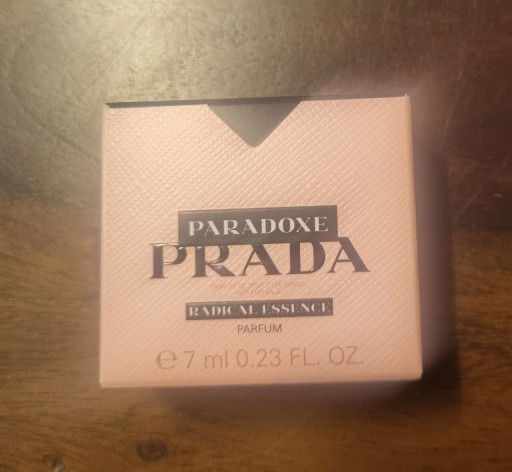 PARADOXE
PRADA
RADICAL ESSENCE
PARFUM
℮ 7 ml 0.23 FL. OZ.